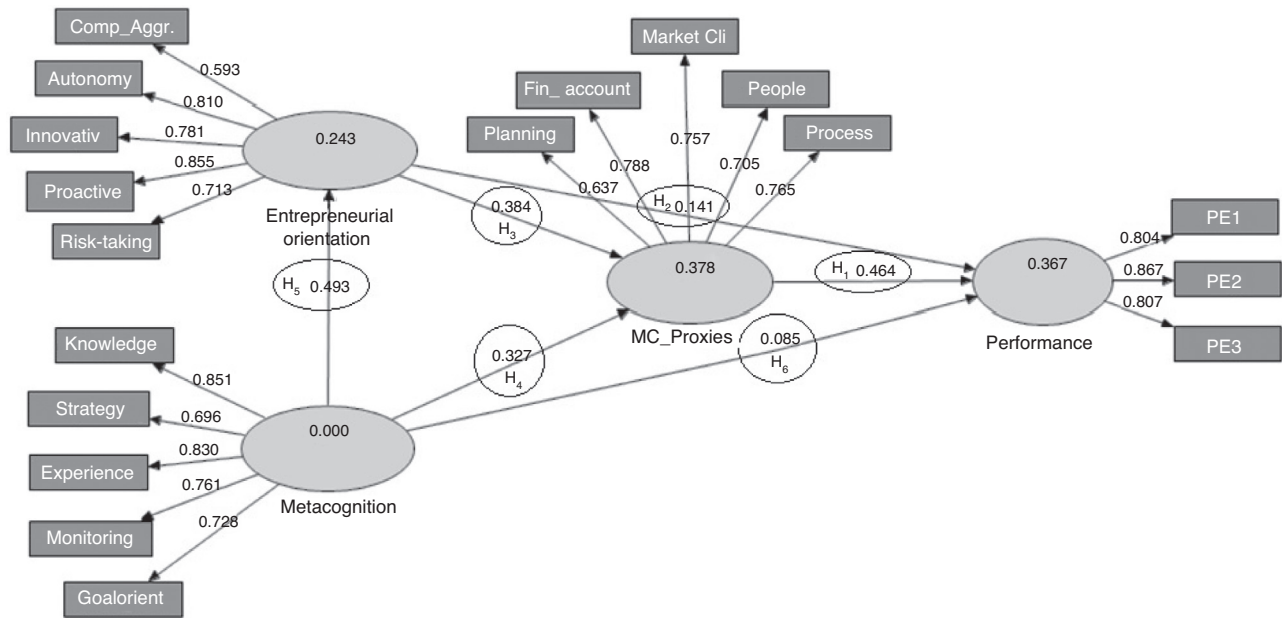 Comp_Aggr.
0.593
Autonomy
0.810
Innovativ
0.781
Proactive
0.855
Risk-taking
0.713
0.243
Entrepreneurial
orientation
Market Cli
0.757
Fin_ account
0.788
People
0.705
Planning
0.637
Process
0.765
0.384
H3
H2 0.141
0.378
MC_Proxies
H1 0.464
0.367
Performance
PE1
0.804
PE2
0.867
PE3
0.807
H5 0.493
0.327
H4
0.085
H6
Knowledge
0.851
Strategy
0.696
Experience
0.830
Monitoring
0.761
Goalorient
0.728
0.000
Metacognition